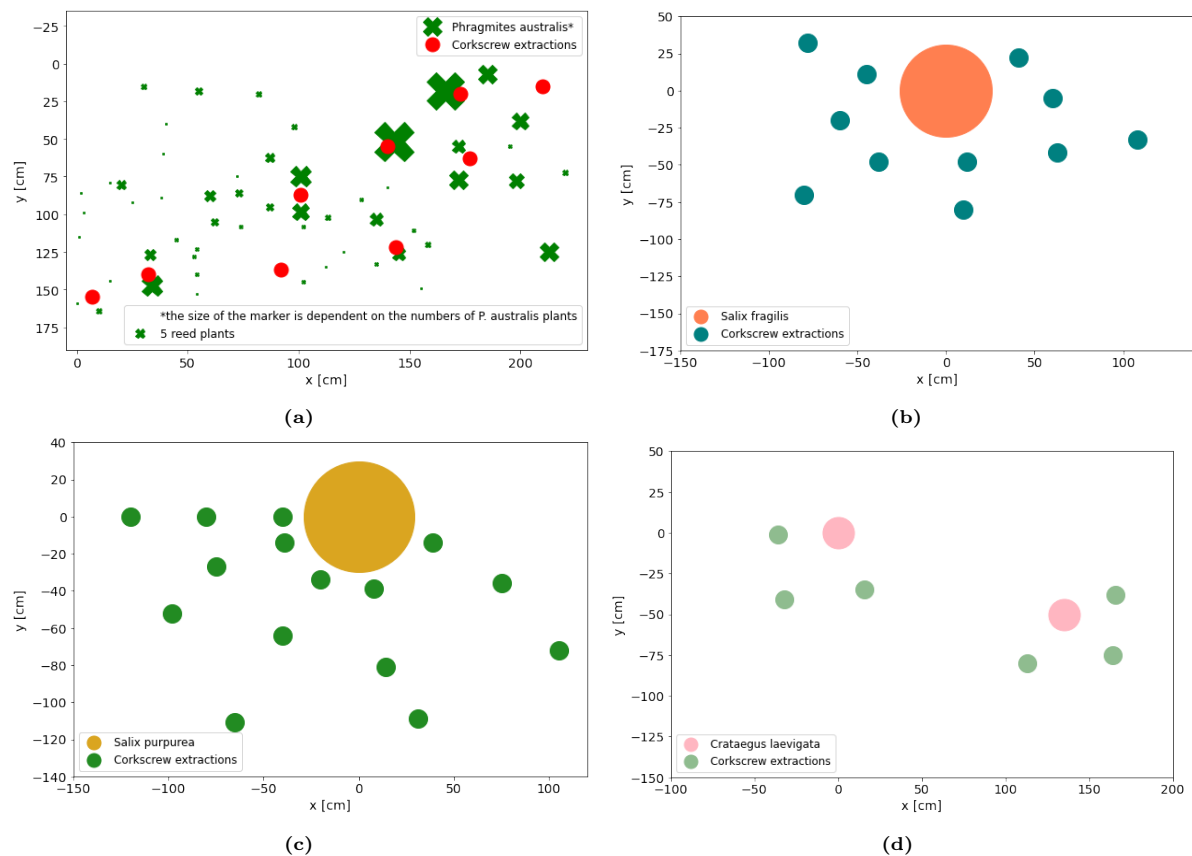 Phragmites australis*
Corkscrew extractions
−25
0
25
50
75
100
125
150
175
y [cm]
*the size of the marker is dependent on the numbers of P. australis plants
5 reed plants
0 50 100 150 200
x [cm]
(a)
50
25
0
−25
−50
−75
−100
−125
−150
−175
y [cm]
Salix fragilis
Corkscrew extractions
−150 −100 −50 0 50 100
x [cm]
(b)
40
20
0
−20
−40
−60
−80
−100
−120
−140
y [cm]
Salix purpurea
Corkscrew extractions
−150 −100 −50 0 50 100
x [cm]
(c)
50
25
0
−25
−50
−75
−100
−125
−150
y [cm]
Crataegus laevigata
Corkscrew extractions
−100 −50 0 50 100 150 200
x [cm]
(d)